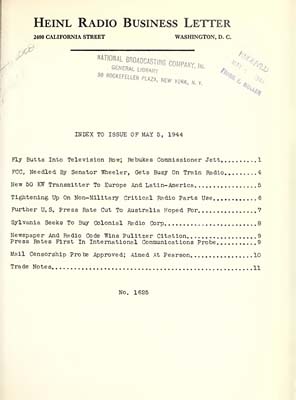 HEINL RADIO BUSINESS LETTER
2400 CALIFORNIA STREET WASHINGTON, D. C.
NATIONAL BROADCASTING COMPANY, Inc.
GENERAL LIBRARY
30 ROCKEFELLER PLAZA, NEW YORK, N. Y.
RECEIVED
MAY 1944
FRANK E. MULLEN
INDEX TO ISSUE OF MAY 5, 1944
Fly Butts Into Television Row; Rebukes Commissioner Jett.........1
FCC, Needled By Senator Wheeler, Gets Busy On Train Radio........4
New 50 KW Transmitter To Europe And Latin-America................5
Tightening Up On Non-Military Critical Radio Parts Use...........6
Further U.S. Press Rate Cut To Australia Hoped For...............7
Sylvania Seeks To Buy Colonial Radio Corp........................8
Newspaper And Radio Code Wins Pulitzer Citation..................9
Press Rates First In International Communications Probe..........9
Mail Censorship Probe Approved; Aimed At Pearson................10
Trade Notes.....................................................11
No. 1625